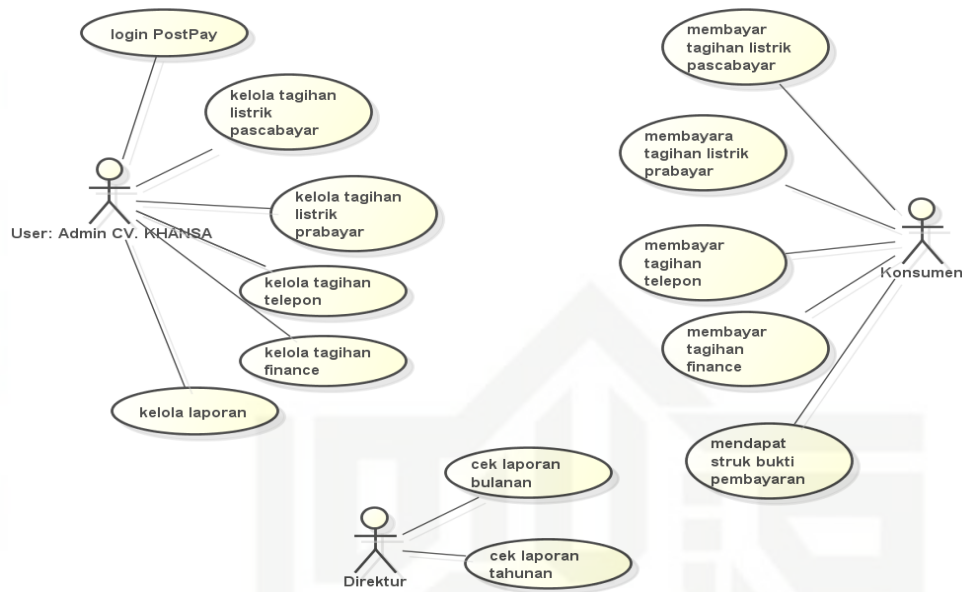 login PostPay
kelola tagihan
listrik
pascabayar
kelola tagihan
listrik
prabayar
User: Admin CV. KHANSA
kelola tagihan
telepon
kelola tagihan
finance
kelola laporan
membayar
tagihan listrik
pascabayar
membayara
tagihan listrik
prabayar
membayar
tagihan
telepon
Konsumen
membayar
tagihan
finance
mendapat
struk bukti
pembayaran
cek laporan
bulanan
cek laporan
tahunan
Direktur